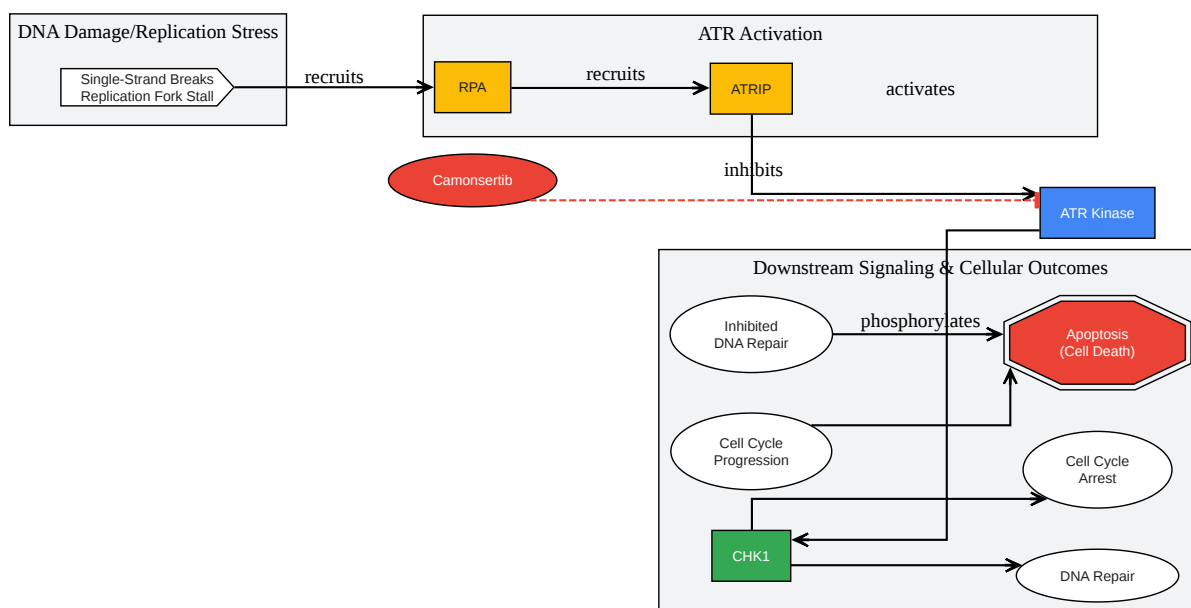 DNA Damage/Replication Stress
ATR Activation
Single-Strand Breaks
Replication Fork Stall
recruits
RPA
recruits
ATRIP
activates
Camonsertib
inhibits
ATR Kinase
Downstream Signaling & Cellular Outcomes
Inhibited
DNA Repair
phosphorylates
Apoptosis
(Cell Death)
Cell Cycle
Progression
Cell Cycle
Arrest
CHK1
DNA Repair